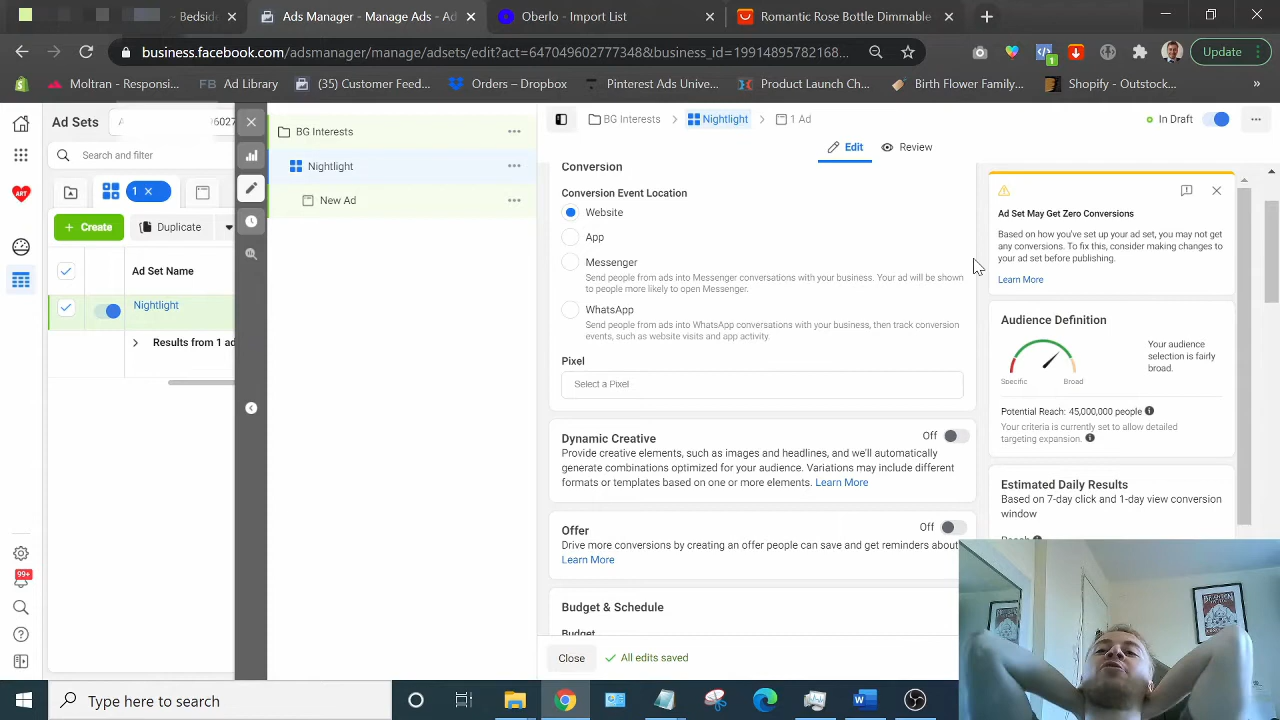 Bedside
Ads Manager - Manage Ads - Ad
Oberlo - Import List
Romantic Rose Bottle Dimmable
business.facebook.com/adsmanager/manage/adsets/edit?act=647049602777348&business_id=19914895782168...
Update
1
Moltran - Responsi...
FB Ad Library
(35) Customer Feed...
Orders – Dropbox
Pinterest Ads Unive...
Product Launch Ch...
Birth Flower Family...
Shopify - Outstock...
»
Ad Sets
6027
BG Interests
Nightlight
1 Ad
In Draft
Search and filter
BG Interests
Edit
Review
ART
1
Nightlight
Create
Duplicate
New Ad
Ad Set Name
Nightlight
Results from 1 ad
99+
Conversion
Conversion Event Location
Website
App
Messenger
Send people from ads into Messenger conversations with your business. Your ad will be shown
to people more likely to open Messenger.
WhatsApp
Send people from ads into WhatsApp conversations with your business, then track conversion
events, such as website visits and app activity.
Pixel
Select a Pixel
Dynamic Creative
Off
Provide creative elements, such as images and headlines, and we'll automatically
generate combinations optimized for your audience. Variations may include different
formats or templates based on one or more elements. Learn More
Offer
Off
Drive more conversions by creating an offer people can save and get reminders about.
Learn More
Budget & Schedule
Budget
Close
All edits saved
Ad Set May Get Zero Conversions
Based on how you've set up your ad set, you may not get
any conversions. To fix this, consider making changes to
your ad set before publishing.
Learn More
Audience Definition
Your audience
selection is fairly
broad.
Specific
Broad
Potential Reach: 45,000,000 people
Your criteria is currently set to allow detailed
targeting expansion.
Estimated Daily Results
Based on 7-day click and 1-day view conversion
window
Reach
Type here to search